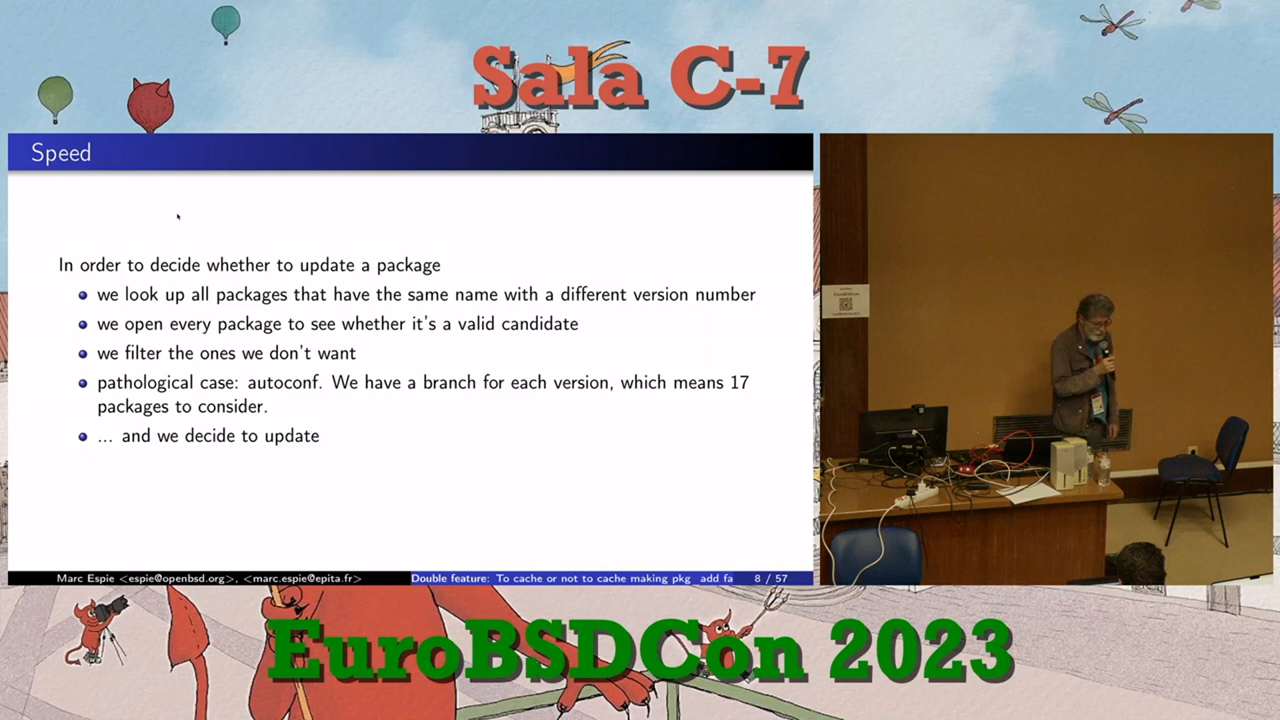 Sala C-7
Speed
In order to decide whether to update a package
we look up all packages that have the same name with a different version number
we open every package to see whether it's a valid candidate
we filter the ones we don't want
pathological case: autoconf. We have a branch for each version, which means 17
packages to consider.
... and we decide to update
Marc Espie <espie@openbsd.org>, <marc.espie@epita.fr>
Double feature: To cache or not to cache making pkg add fa
8 / 57
EuroBSDCon 2023